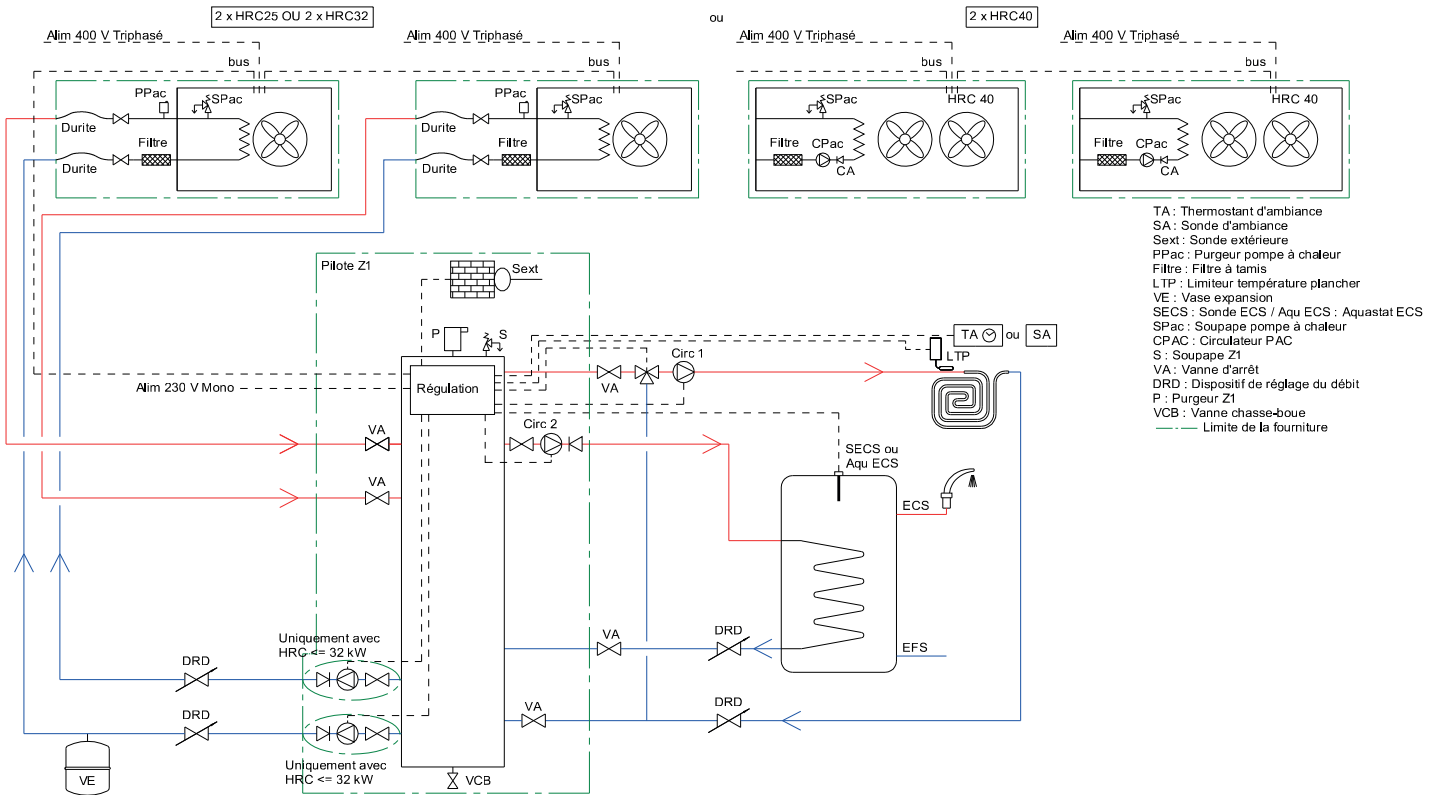 2 x HRC25 OU 2 x HRC32
ou
2 x HRC40
Alim 400 V Triphasé
Alim 400 V Triphasé
Alim 400 V Triphasé
Alim 400 V Triphasé
bus
bus
bus
bus
PPac
SPac
Durite
Filtre
Durite
PPac
SPac
Durite
Filtre
Durite
SPac
HRC 40
Filtre
CPac
CA
SPac
HRC 40
Filtre
CPac
CA
TA : Thermostant d'ambiance
SA : Sonde d'ambiance
Sext : Sonde extérieure
PPac : Purgeur pompe à chaleur
Filtre : Filtre à tamis
LTP : Limiteur température plancher
VE : Vase expansion
SECS : Sonde ECS / Aqu ECS : Aquastat ECS
SPac : Soupape pompe à chaleur
CPAC : Circulateur PAC
S : Soupape Z1
VA : Vanne d'arrêt
DRD : Dispositif de réglage du débit
P : Purgeur Z1
VCB : Vanne chasse-boue
Limite de la fourniture
Pilote Z1
Sext
P
S
TA ou SA
LTP
Circ 1
VA
Alim 230 V Mono
Régulation
Circ 2
VA
VA
SECS ou
Aqu ECS
ECS
EFS
Uniquement avec
HRC <= 32 kW
DRD
VA
DRD
DRD
VA
DRD
VE
Uniquement avec
HRC <= 32 kW
VCB